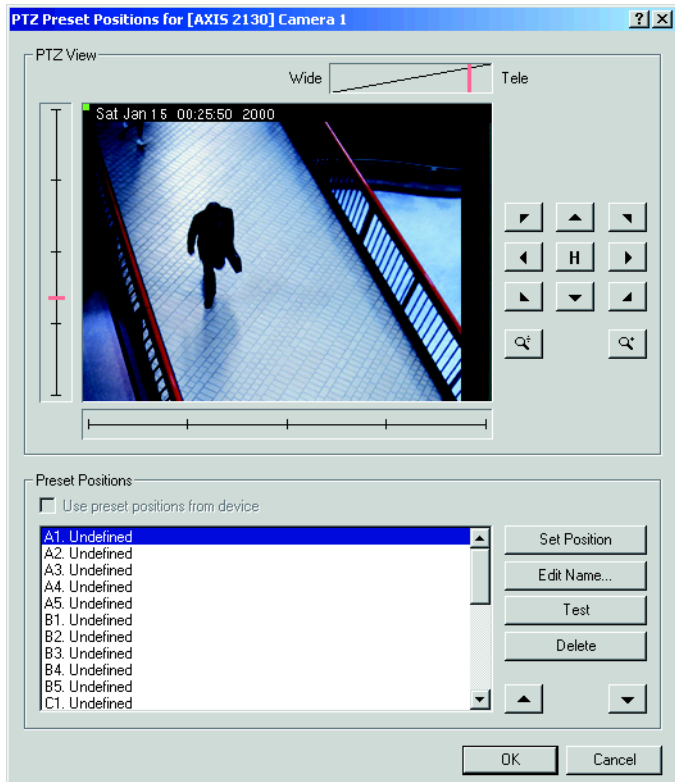 PTZ Preset Positions for [AXIS 2130] Camera 1
PTZ View
Wide
Tele
Sat Jan 15 00:25:50 2000
H
Preset Positions
Use preset positions from device
A1. Undefined
A2. Undefined
A3. Undefined
A4. Undefined
A5. Undefined
B1. Undefined
B2. Undefined
B3. Undefined
B4. Undefined
B5. Undefined
C1. Undefined
Set Position
Edit Name...
Test
Delete
OK
Cancel